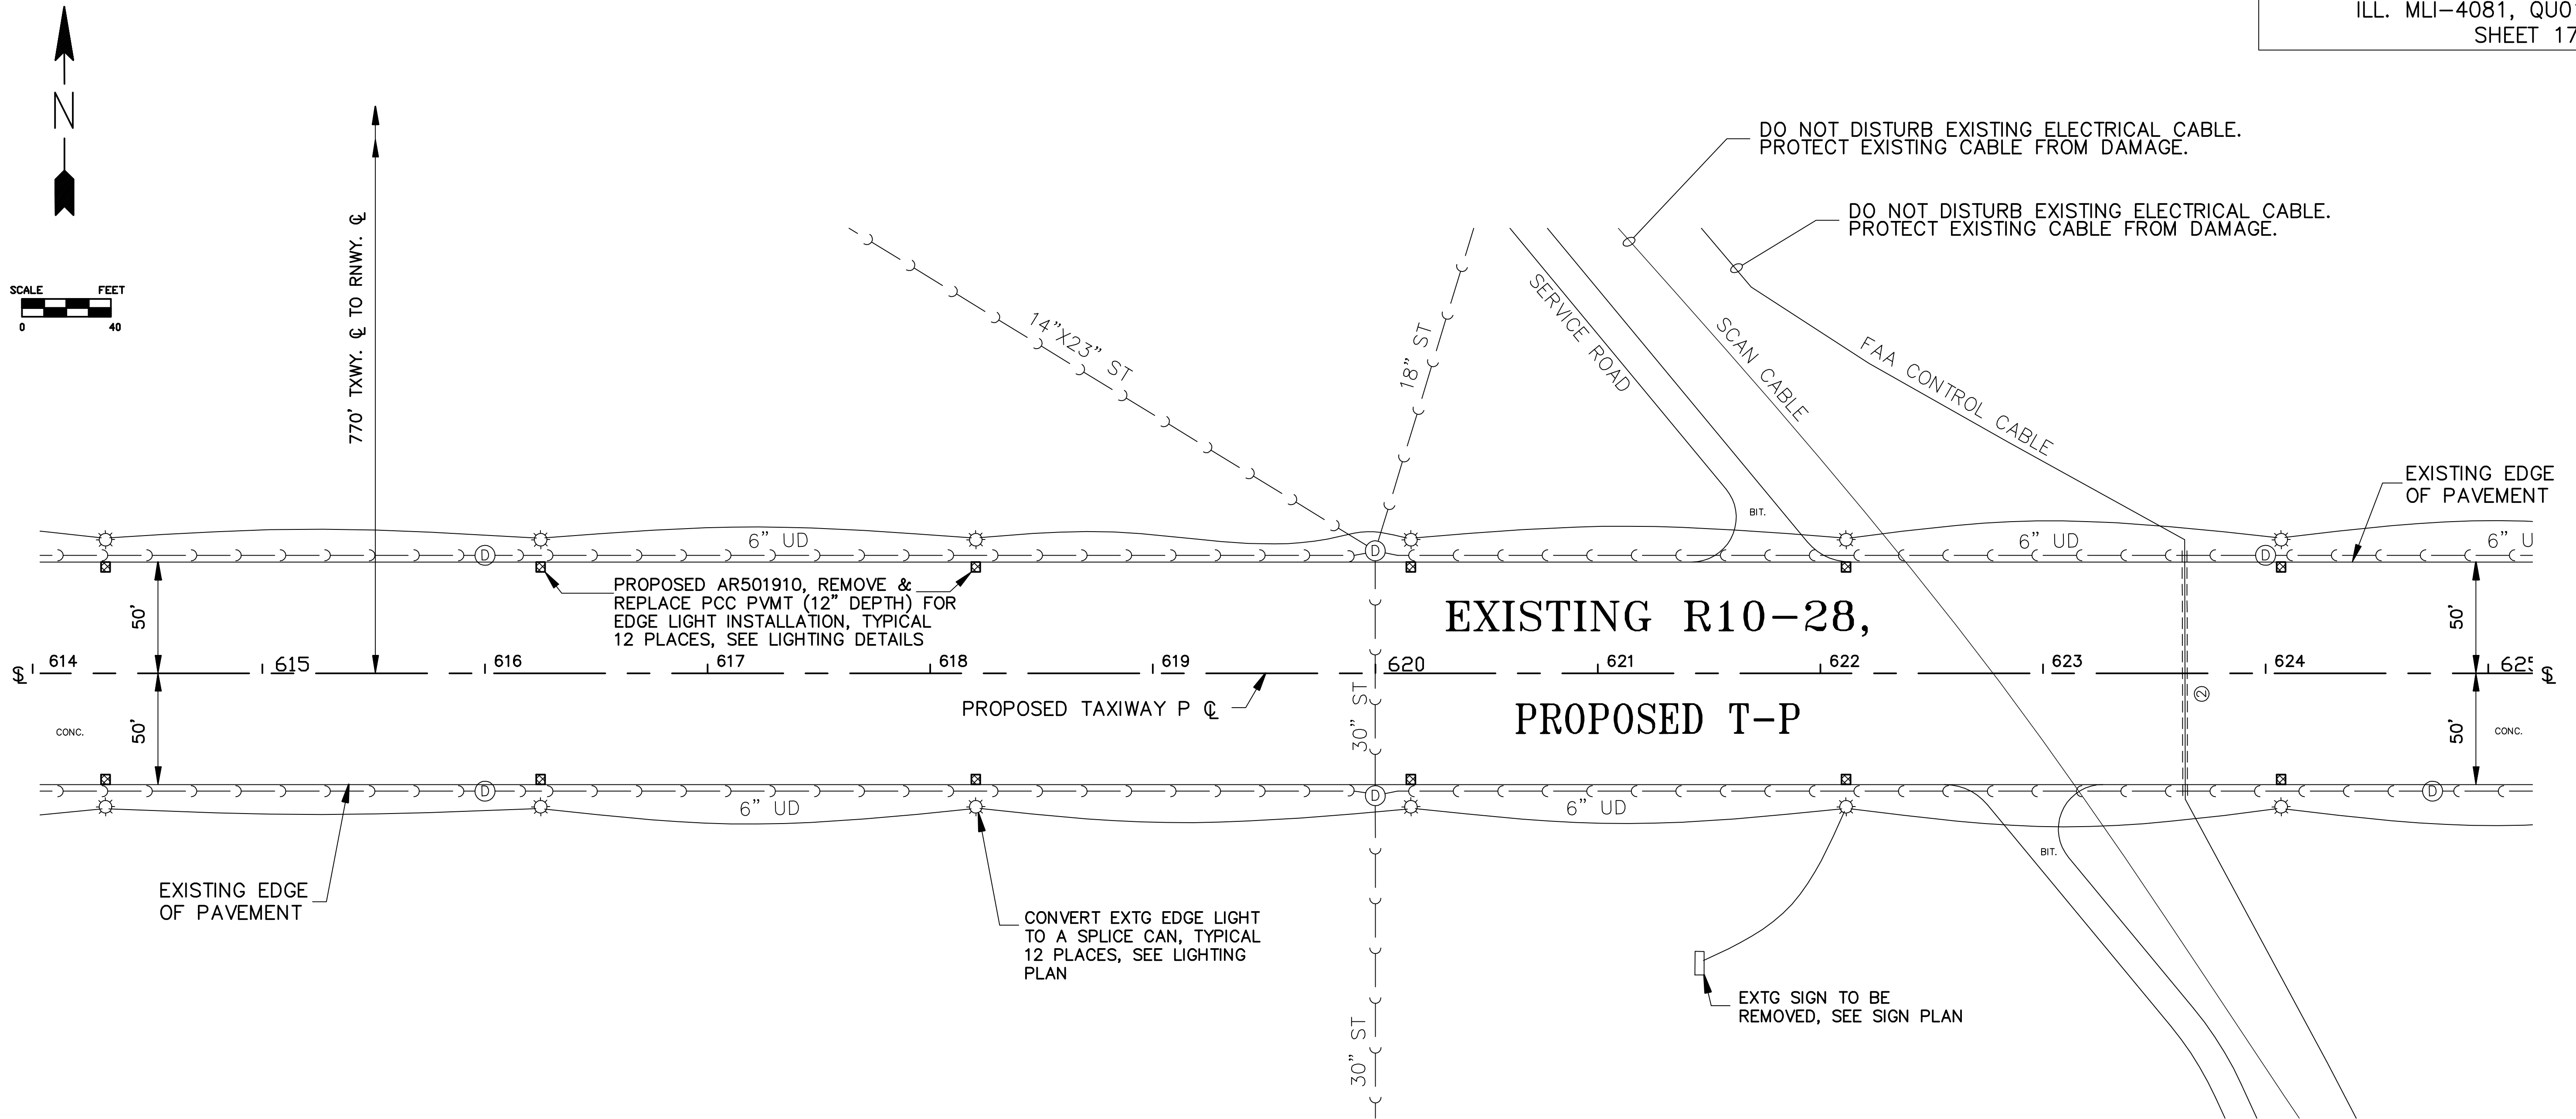 ILL. MLI-4081, QU0
SHEET 17
N
DO NOT DISTURB EXISTING ELECTRICAL CABLE.
PROTECT EXISTING CABLE FROM DAMAGE.
DO NOT DISTURB EXISTING ELECTRICAL CABLE.
PROTECT EXISTING CABLE FROM DAMAGE.
SCALE FEET
0 40
770' TXWY. ℄ TO RNWY. ℄
14"X23" ST
18" ST
SERVICE ROAD
SCAN CABLE
FAA CONTROL CABLE
EXISTING EDGE
OF PAVEMENT
BIT.
6" UD
6" UD
6" U
D
D
D
PROPOSED AR501910, REMOVE &
REPLACE PCC PVMT (12" DEPTH) FOR
EDGE LIGHT INSTALLATION, TYPICAL
12 PLACES, SEE LIGHTING DETAILS
50'
50'
EXISTING R10-28,
℄ 614 615 616 617 618 619 620 621 622 623 624 625 ℄
PROPOSED TAXIWAY P ℄
30" ST
PROPOSED T-P
2
50'
50'
CONC.
CONC.
D
D
D
6" UD
6" UD
BIT.
EXISTING EDGE
OF PAVEMENT
CONVERT EXTG EDGE LIGHT
TO A SPLICE CAN, TYPICAL
12 PLACES, SEE LIGHTING
PLAN
EXTG SIGN TO BE
REMOVED, SEE SIGN PLAN
30" ST